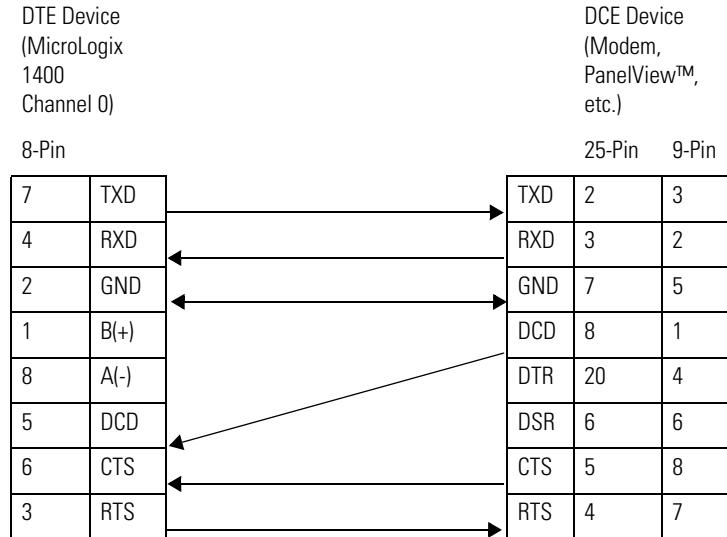 DTE Device
(MicroLogix
1400
Channel 0)
DCE Device
(Modem,
PanelView™,
etc.)
8-Pin
25-Pin 9-Pin
7 TXD TXD 2 3
4 RXD RXD 3 2
2 GND GND 7 5
1 B(+) DCD 8 1
8 A(-) DTR 20 4
5 DCD DSR 6 6
6 CTS CTS 5 8
3 RTS RTS 4 7